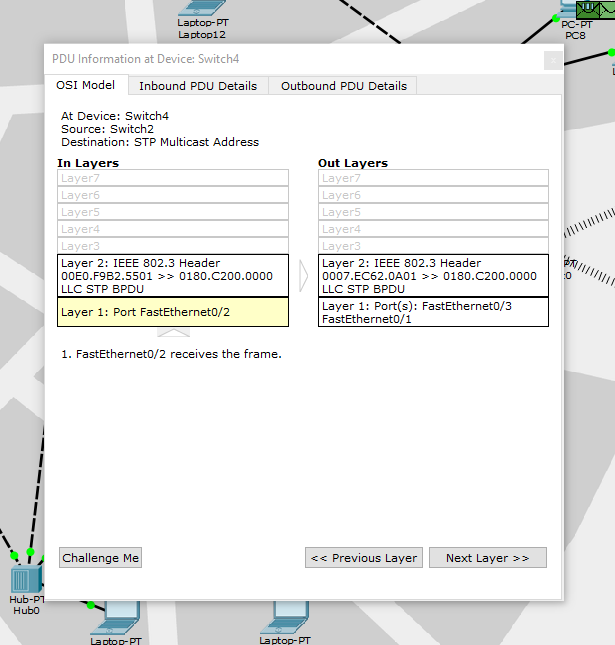 Laptop-PT
Laptop12
PC-PT
PC8
PDU Information at Device: Switch4
OSI Model
Inbound PDU Details
Outbound PDU Details
At Device: Switch4
Source: Switch2
Destination: STP Multicast Address
In Layers
Layer7
Layer6
Layer5
Layer4
Layer3
Layer 2: IEEE 802.3 Header
00E0.F9B2.5501 >> 0180.C200.0000
LLC STP BPDU
Layer 1: Port FastEthernet0/2
Out Layers
Layer7
Layer6
Layer5
Layer4
Layer3
Layer 2: IEEE 802.3 Header
0007.EC62.0A01 >> 0180.C200.0000
LLC STP BPDU
Layer 1: Port(s): FastEthernet0/3
FastEthernet0/1
1. FastEthernet0/2 receives the frame.
Challenge Me
<< Previous Layer
Next Layer >>
Hub-PT
Hub0
Laptop-PT
Laptop-PT